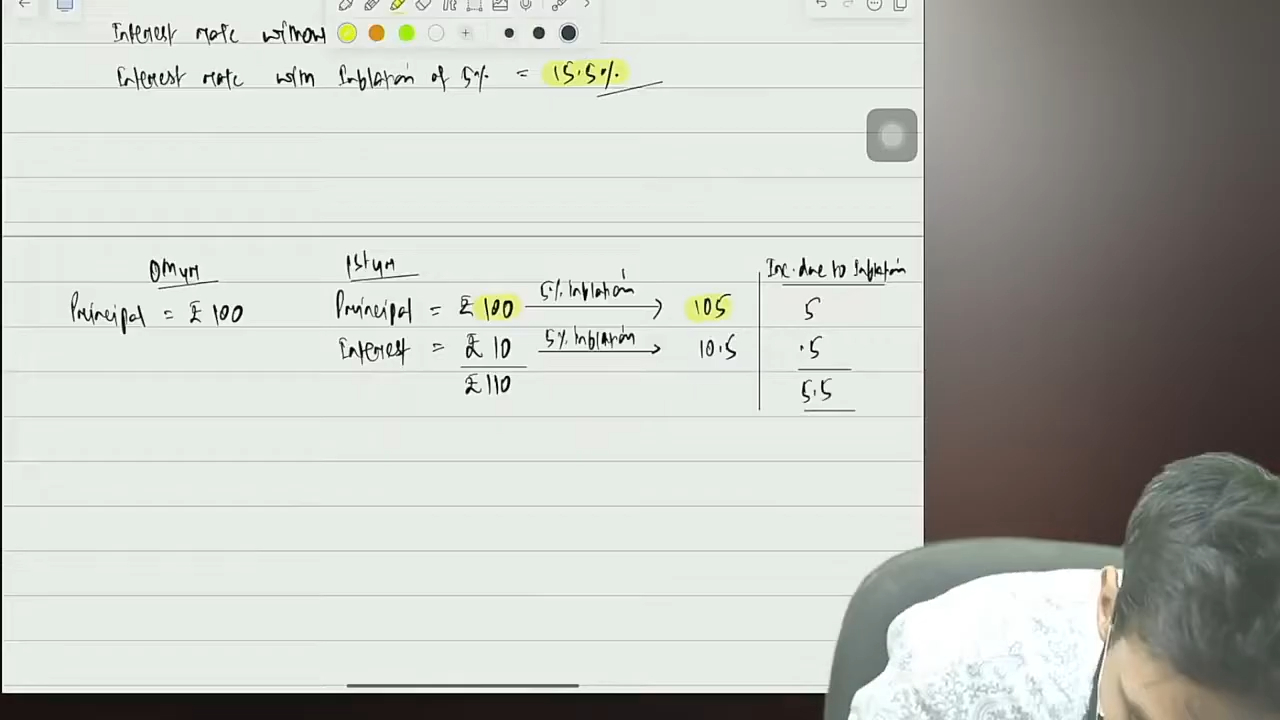 Interest rate without
Interest rate with Inflation of 5% = 15.5%
0th yr 1st yr Inc. due to Inflation
Principal = £ 100 Principal = £ 100 5% Inflation 105 5
Interest = £ 10 5% Inflation 10.5 .5
£ 110 5.5